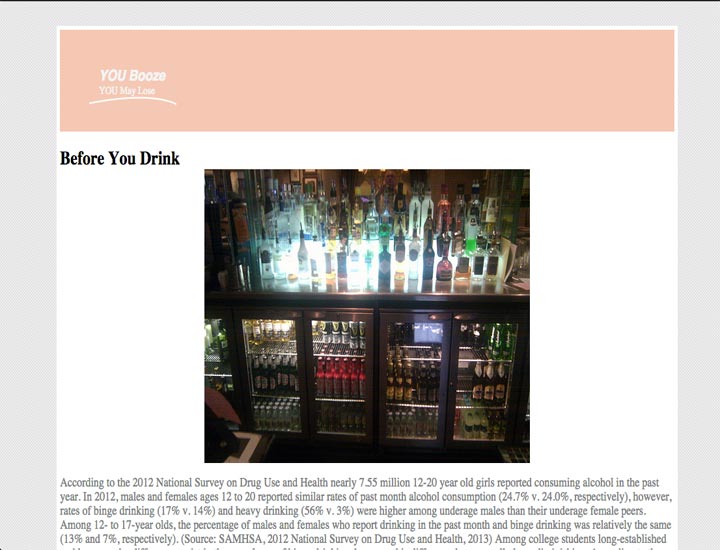 YOU Booze
YOU May Lose
Before You Drink
According to the 2012 National Survey on Drug Use and Health nearly 7.55 million 12-20 year old girls reported consuming alcohol in the past
year. In 2012, males and females ages 12 to 20 reported similar rates of past month alcohol consumption (24.7% v. 24.0%, respectively), however,
rates of binge drinking (17% v. 14%) and heavy drinking (56% v. 3%) were higher among underage males than their underage female peers.
Among 12- to 17-year olds, the percentage of males and females who report drinking in the past month and binge drinking was relatively the same
(13% and 7%, respectively). (Source: SAMHSA, 2012 National Survey on Drug Use and Health, 2013) Among college students long-established